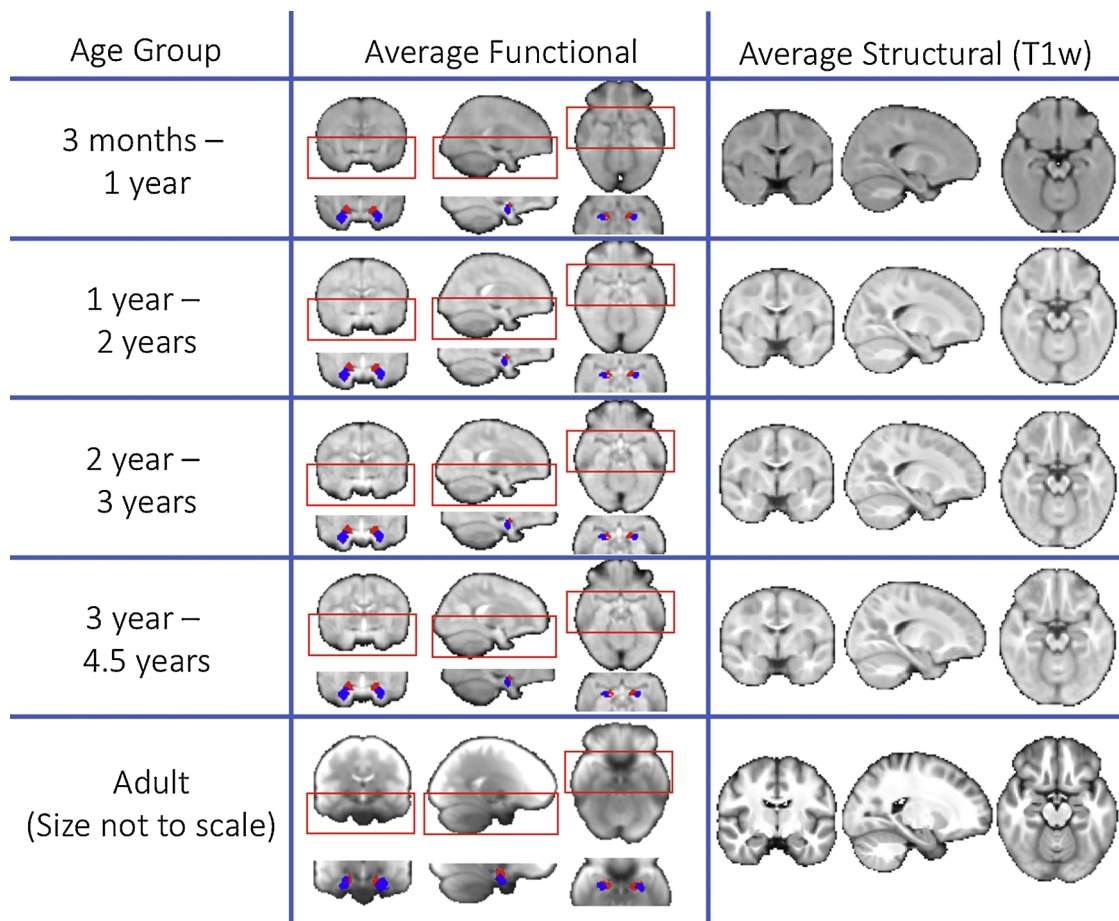 Age Group
Average Functional
Average Structural (T1w)
3 months –
1 year
1 year –
2 years
2 year –
3 years
3 year –
4.5 years
Adult
(Size not to scale)